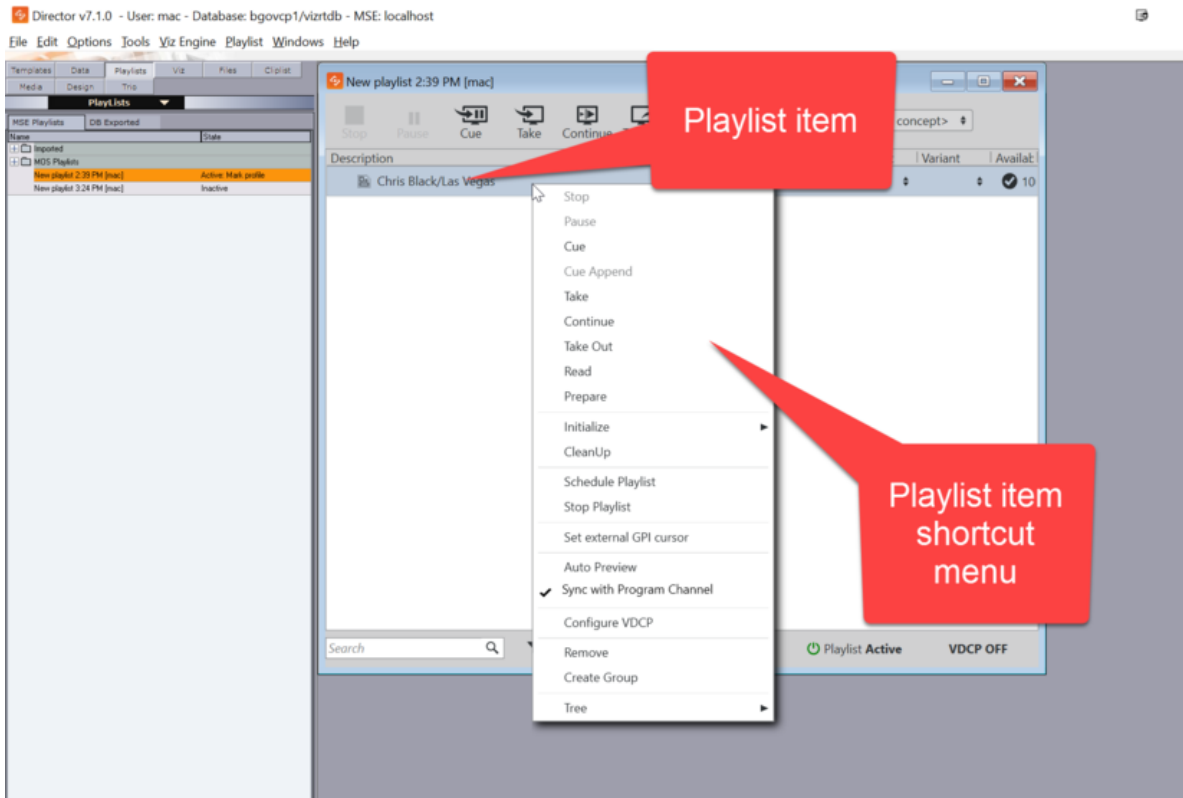 Director v7.1.0 - User: mac - Database: bgovcp1/vizrtdb - MSE: localhost
File Edit Options Tools Viz Engine Playlist Windows Help
Templates Data Playlists Viz Files Cliplist
Media Design Trio
PlayLists
MSE Playlists DB Exported
Name State
Imported
MOS Playlists
New playlist 2:39 PM [mac] Active: Mark profile
New playlist 3:24 PM [mac] Inactive
New playlist 2:39 PM [mac]
Stop Pause Cue Take Continue concept>
Description Variant Availab
Chris Black/Las Vegas 10
Playlist item
Stop
Pause
Cue
Cue Append
Take
Continue
Take Out
Read
Prepare
Initialize
CleanUp
Schedule Playlist
Stop Playlist
Set external GPI cursor
Auto Preview
Sync with Program Channel
Configure VDCP
Remove
Create Group
Tree
Playlist item
shortcut
menu
Search Playlist Active VDCP OFF